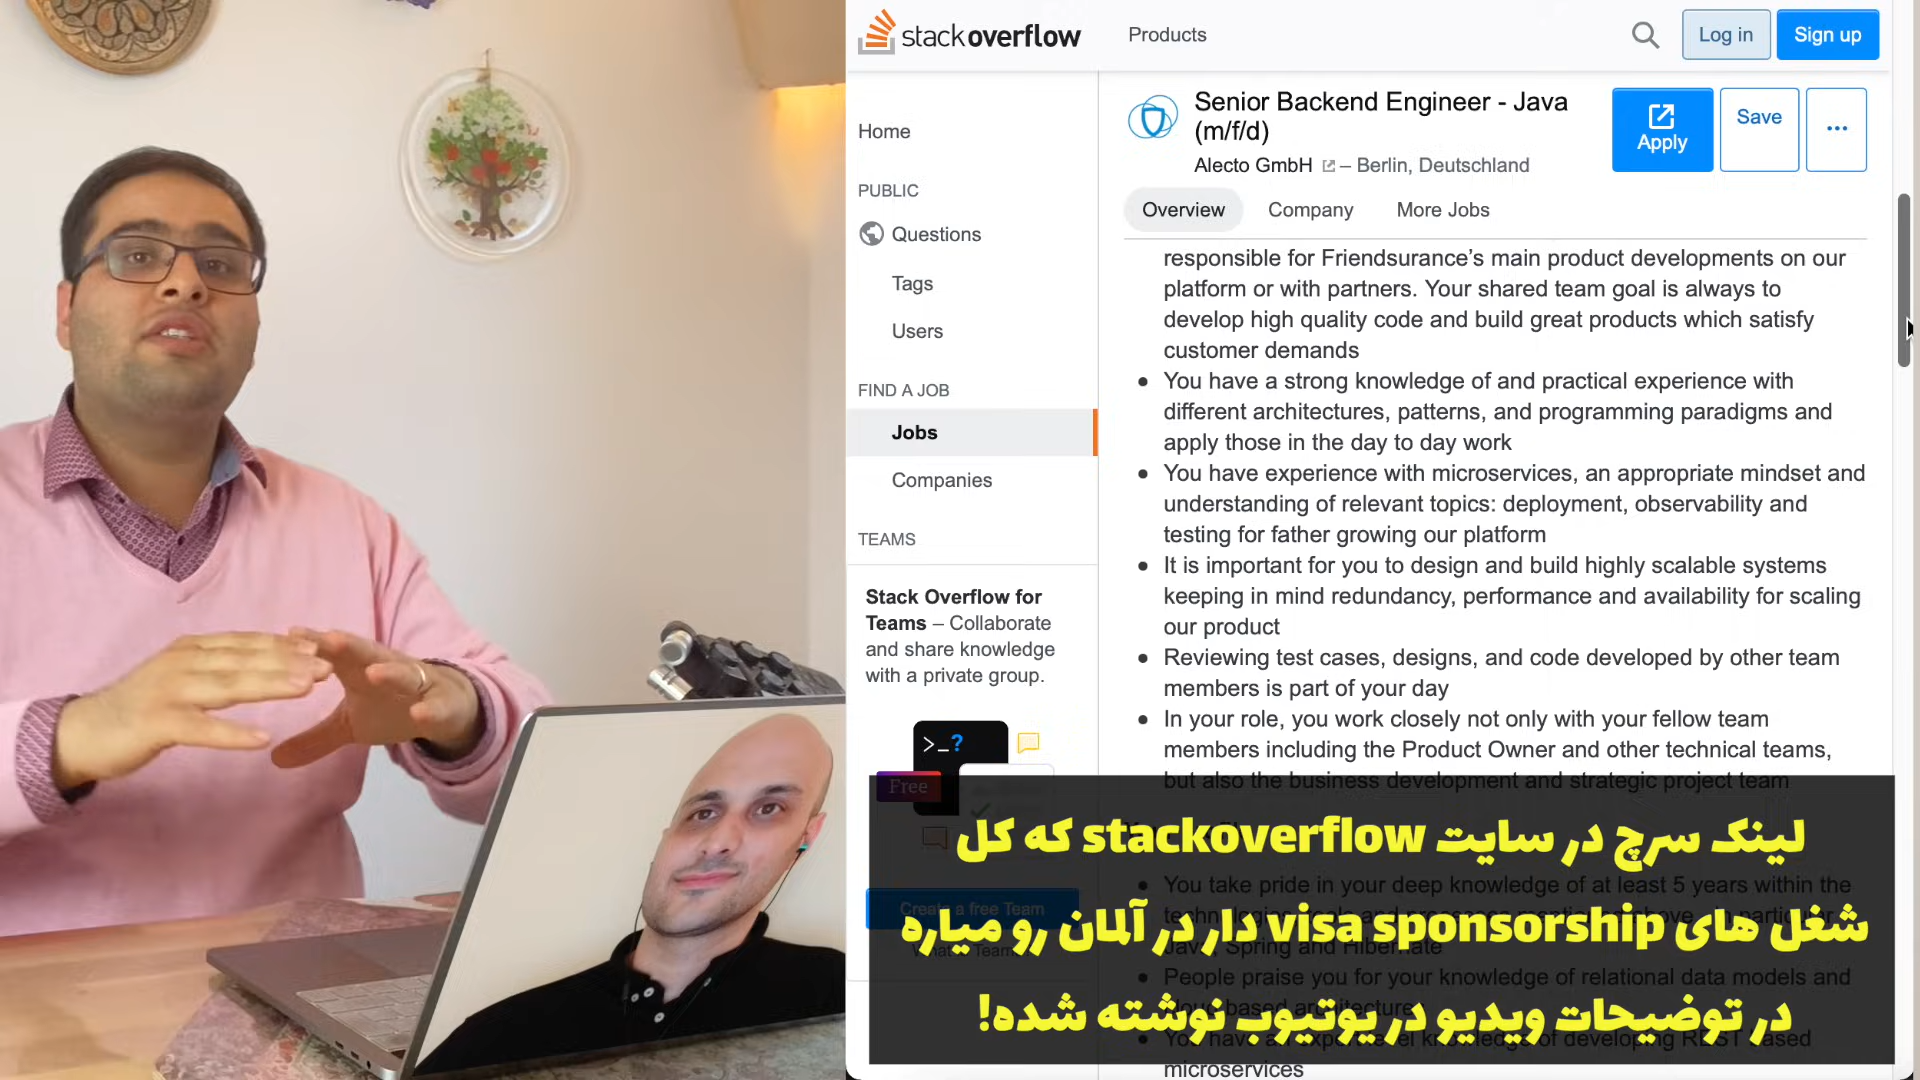 stackoverflow
Products
Log in
Sign up
Home
PUBLIC
Questions
Tags
Users
FIND A JOB
Jobs
Companies
TEAMS
Stack Overflow for
Teams – Collaborate
and share knowledge
with a private group.
>_?
Free
Create a free Team
Senior Backend Engineer - Java
(m/f/d)
Alecto GmbH – Berlin, Deutschland
Apply
Save
Overview
Company
More Jobs
responsible for Friendsurance’s main product developments on our
platform or with partners. Your shared team goal is always to
develop high quality code and build great products which satisfy
customer demands
You have a strong knowledge of and practical experience with
different architectures, patterns, and programming paradigms and
apply those in the day to day work
You have experience with microservices, an appropriate mindset and
understanding of relevant topics: deployment, observability and
testing for father growing our platform
It is important for you to design and build highly scalable systems
keeping in mind redundancy, performance and availability for scaling
our product
Reviewing test cases, designs, and code developed by other team
members is part of your day
In your role, you work closely not only with your fellow team
members including the Product Owner and other technical teams,
but also the business development and strategic project team
You take pride in your deep knowledge of at least 5 years within the
People praise you for your knowledge of relational data models and
microservices
لینک سرچ در سایت stackoverflow که کل
شغل های visa sponsorship دار در آلمان رو میاره
در توضیحات ویدیو در یوتیوب نوشته شده!